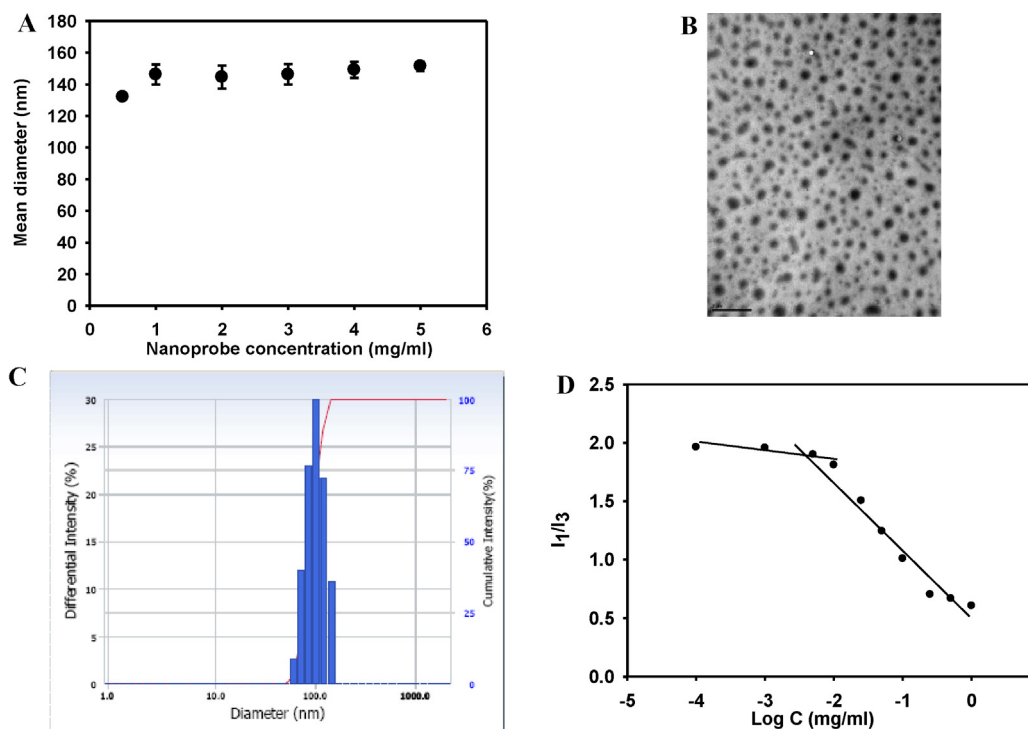 A
180
160
140
120
100
80
60
40
20
0
0 1 2 3 4 5 6
Mean diameter (nm)
Nanoprobe concentration (mg/ml)
B
C
30
25
20
15
10
5
0
100
75
50
25
0
1.0 10.0 100.0 1000.0
Differential Intensity (%)
Cumulative Intensity(%)
Diameter (nm)
D
2.5
2.0
1.5
1.0
0.5
0.0
-5 -4 -3 -2 -1 0
I1/I3
Log C (mg/ml)